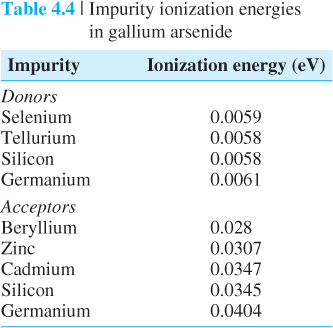 Table 4.4 | Impurity ionization energies
in gallium arsenide
Impurity Ionization energy (eV)
Donors
Selenium 0.0059
Tellurium 0.0058
Silicon 0.0058
Germanium 0.0061
Acceptors
Beryllium 0.028
Zinc 0.0307
Cadmium 0.0347
Silicon 0.0345
Germanium 0.0404